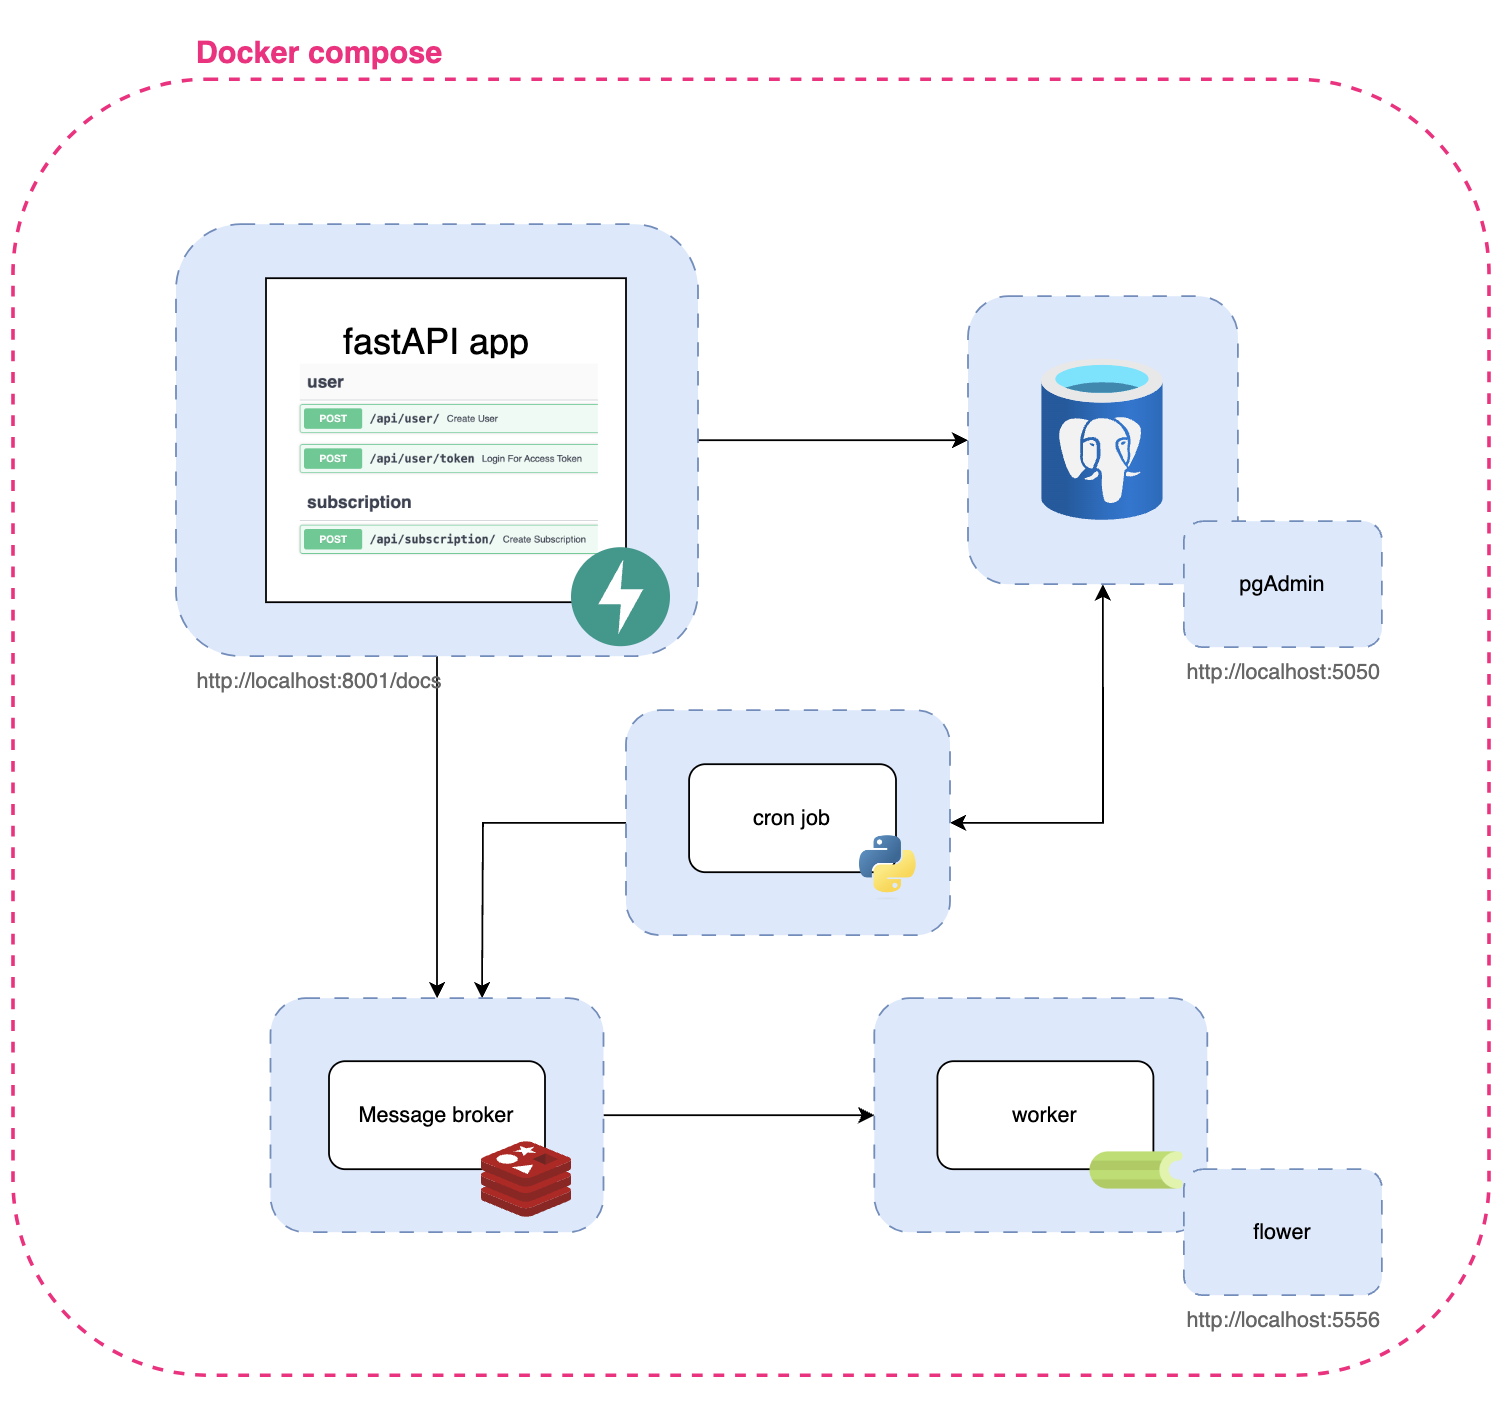 Docker compose
fastAPI app
user
POST /api/user/ Create User
POST /api/user/token Login For Access Token
subscription
POST /api/subscription/ Create Subscription
http://localhost:8001/docs
pgAdmin
http://localhost:5050
cron job
Message broker
worker
flower
http://localhost:5556